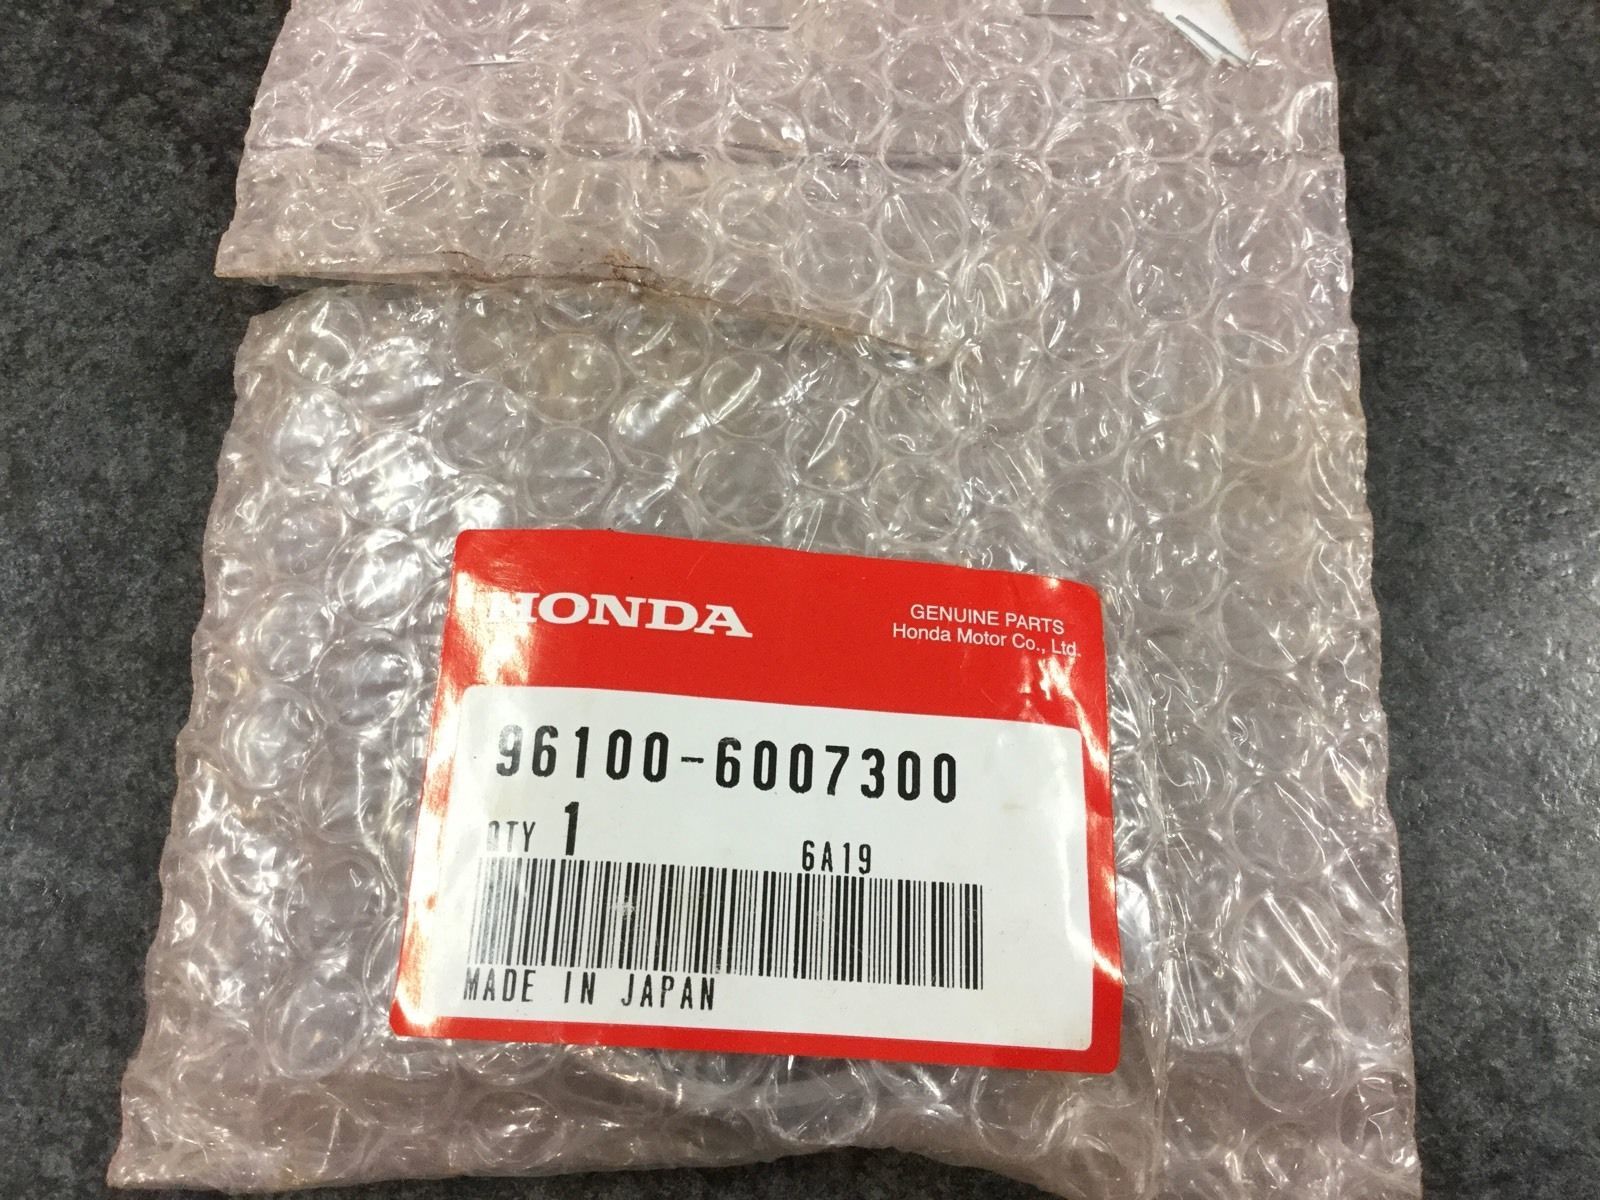 HONDA
GENUINE PARTS
Honda Motor Co., Ltd.
96100-6007300
QTY 1
6A19
MADE IN JAPAN